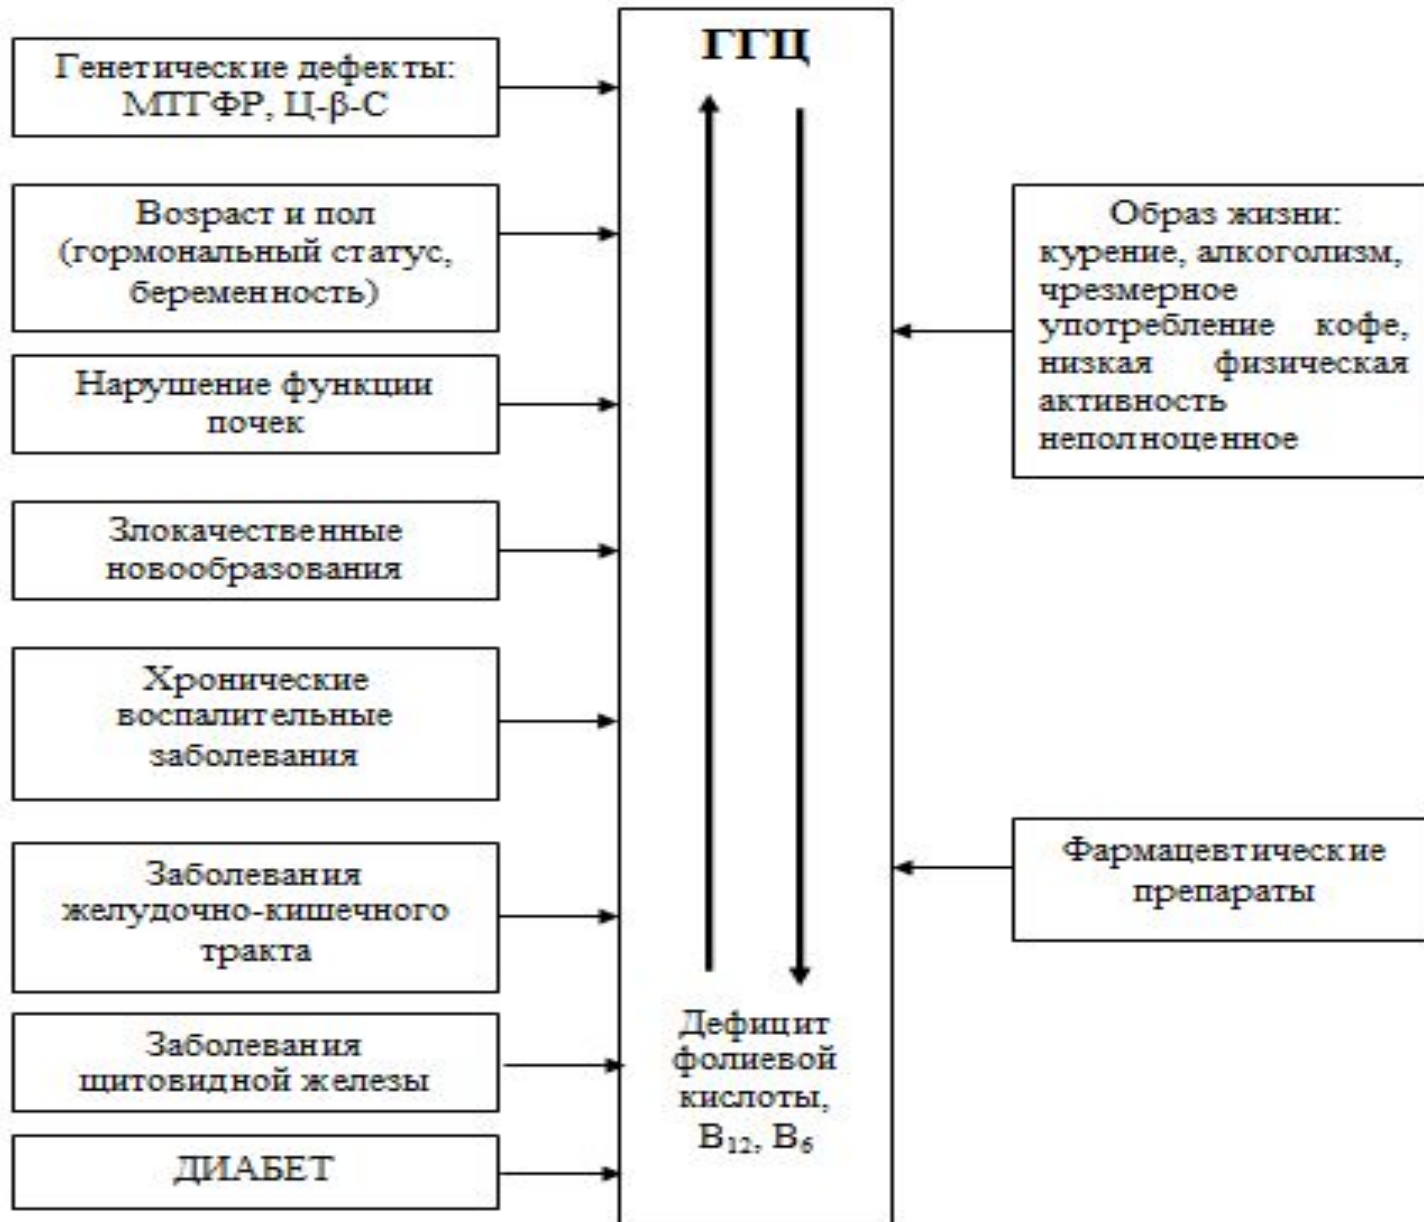 Генетические дефекты:
МТГФР, Ц-β-С
Возраст и пол
(гормональный статус,
беременность)
Нарушение функции
почек
Злокачественные
новообразования
Хронические
воспалительные
заболевания
Заболевания
желудочно-кишечного
тракта
Заболевания
щитовидной железы
ДИАБЕТ
ГГЦ
Дефицит
фолиевой
кислоты,
В₁₂, В₆
Образ жизни:
курение, алкоголизм,
чрезмерное
употребление кофе,
низкая физическая
активность
неполноценное
Фармацевтические
препараты